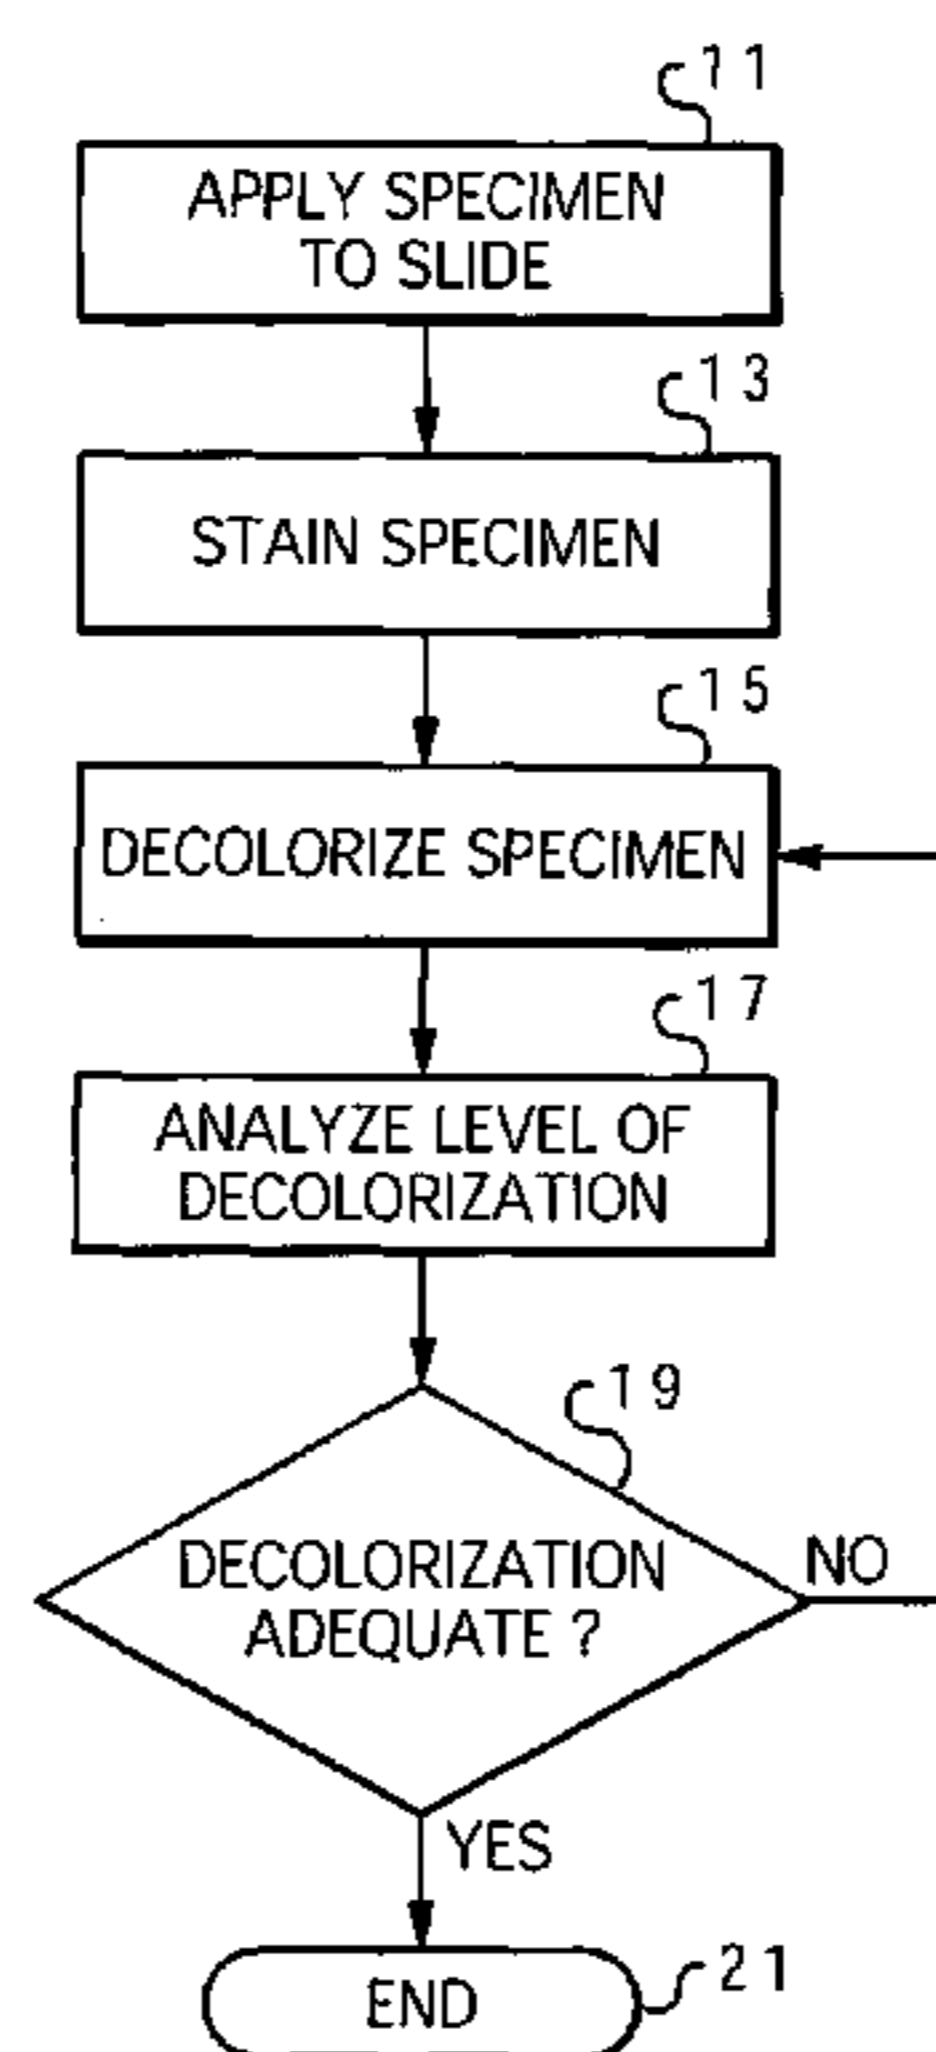 11
APPLY SPECIMEN
TO SLIDE
13
STAIN SPECIMEN
15
DECOLORIZE SPECIMEN
17
ANALYZE LEVEL OF
DECOLORIZATION
19
DECOLORIZATION
ADEQUATE ?
NO
YES
END
21